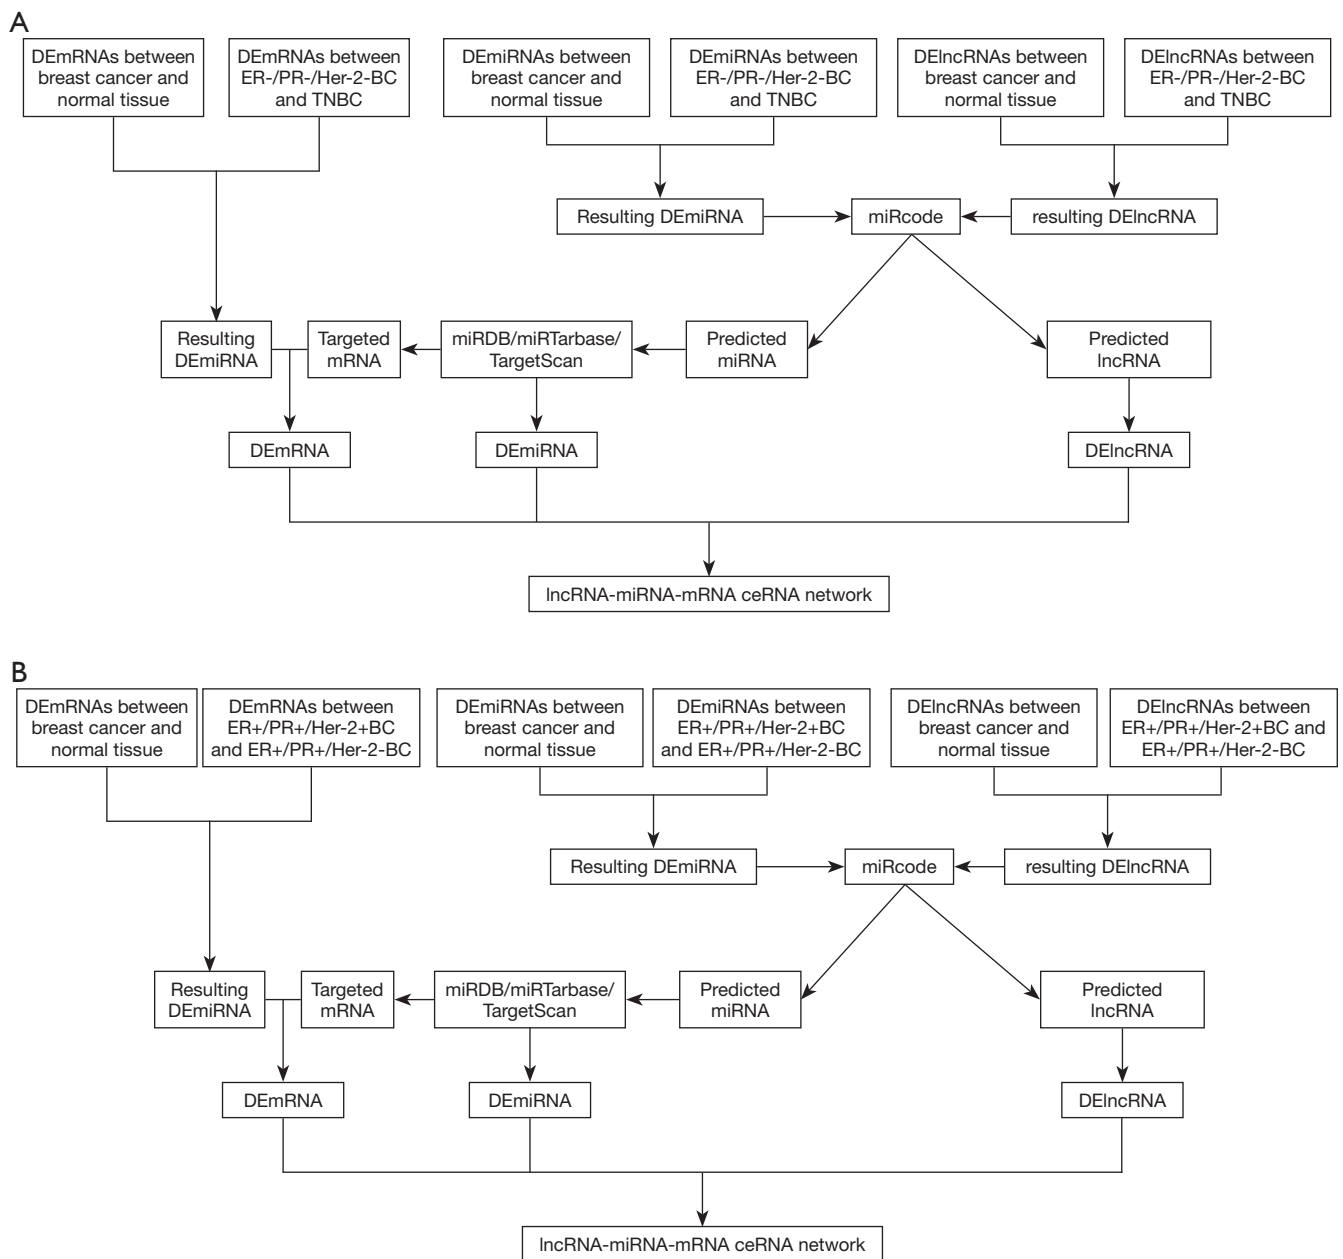 A
DEmRNAs between
breast cancer and
normal tissue
DEmRNAs between
ER-/PR-/Her-2-BC
and TNBC
DEmiRNAs between
breast cancer and
normal tissue
DEmiRNAs between
ER-/PR-/Her-2-BC
and TNBC
DElncRNAs between
breast cancer and
normal tissue
DElncRNAs between
ER-/PR-/Her-2-BC
and TNBC
Resulting DEmiRNA
miRcode
resulting DElncRNA
Resulting
DEmiRNA
Targeted
mRNA
miRDB/miRTarbase/
TargetScan
Predicted
miRNA
Predicted
lncRNA
DEmRNA
DEmiRNA
DElncRNA
lncRNA-miRNA-mRNA ceRNA network
B
DEmRNAs between
breast cancer and
normal tissue
DEmRNAs between
ER+/PR+/Her-2+BC
and ER+/PR+/Her-2-BC
DEmiRNAs between
breast cancer and
normal tissue
DEmiRNAs between
ER+/PR+/Her-2+BC
and ER+/PR+/Her-2-BC
DElncRNAs between
breast cancer and
normal tissue
DElncRNAs between
ER+/PR+/Her-2+BC and
ER+/PR+/Her-2-BC
Resulting DEmiRNA
miRcode
resulting DElncRNA
Resulting
DEmiRNA
Targeted
mRNA
miRDB/miRTarbase/
TargetScan
Predicted
miRNA
Predicted
lncRNA
DEmRNA
DEmiRNA
DElncRNA
lncRNA-miRNA-mRNA ceRNA network